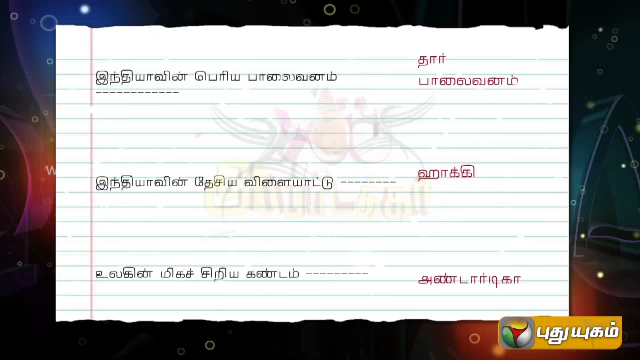 இந்தியாவின் பெரிய பாலைவனம்
------------
தார்
பாலைவனம்
இந்தியாவின் தேசிய விளையாட்டு --------
ஹாக்கி
உலகின் மிகச் சிறிய கண்டம் ---------
அண்டார்டிகா
புதுயுகம்